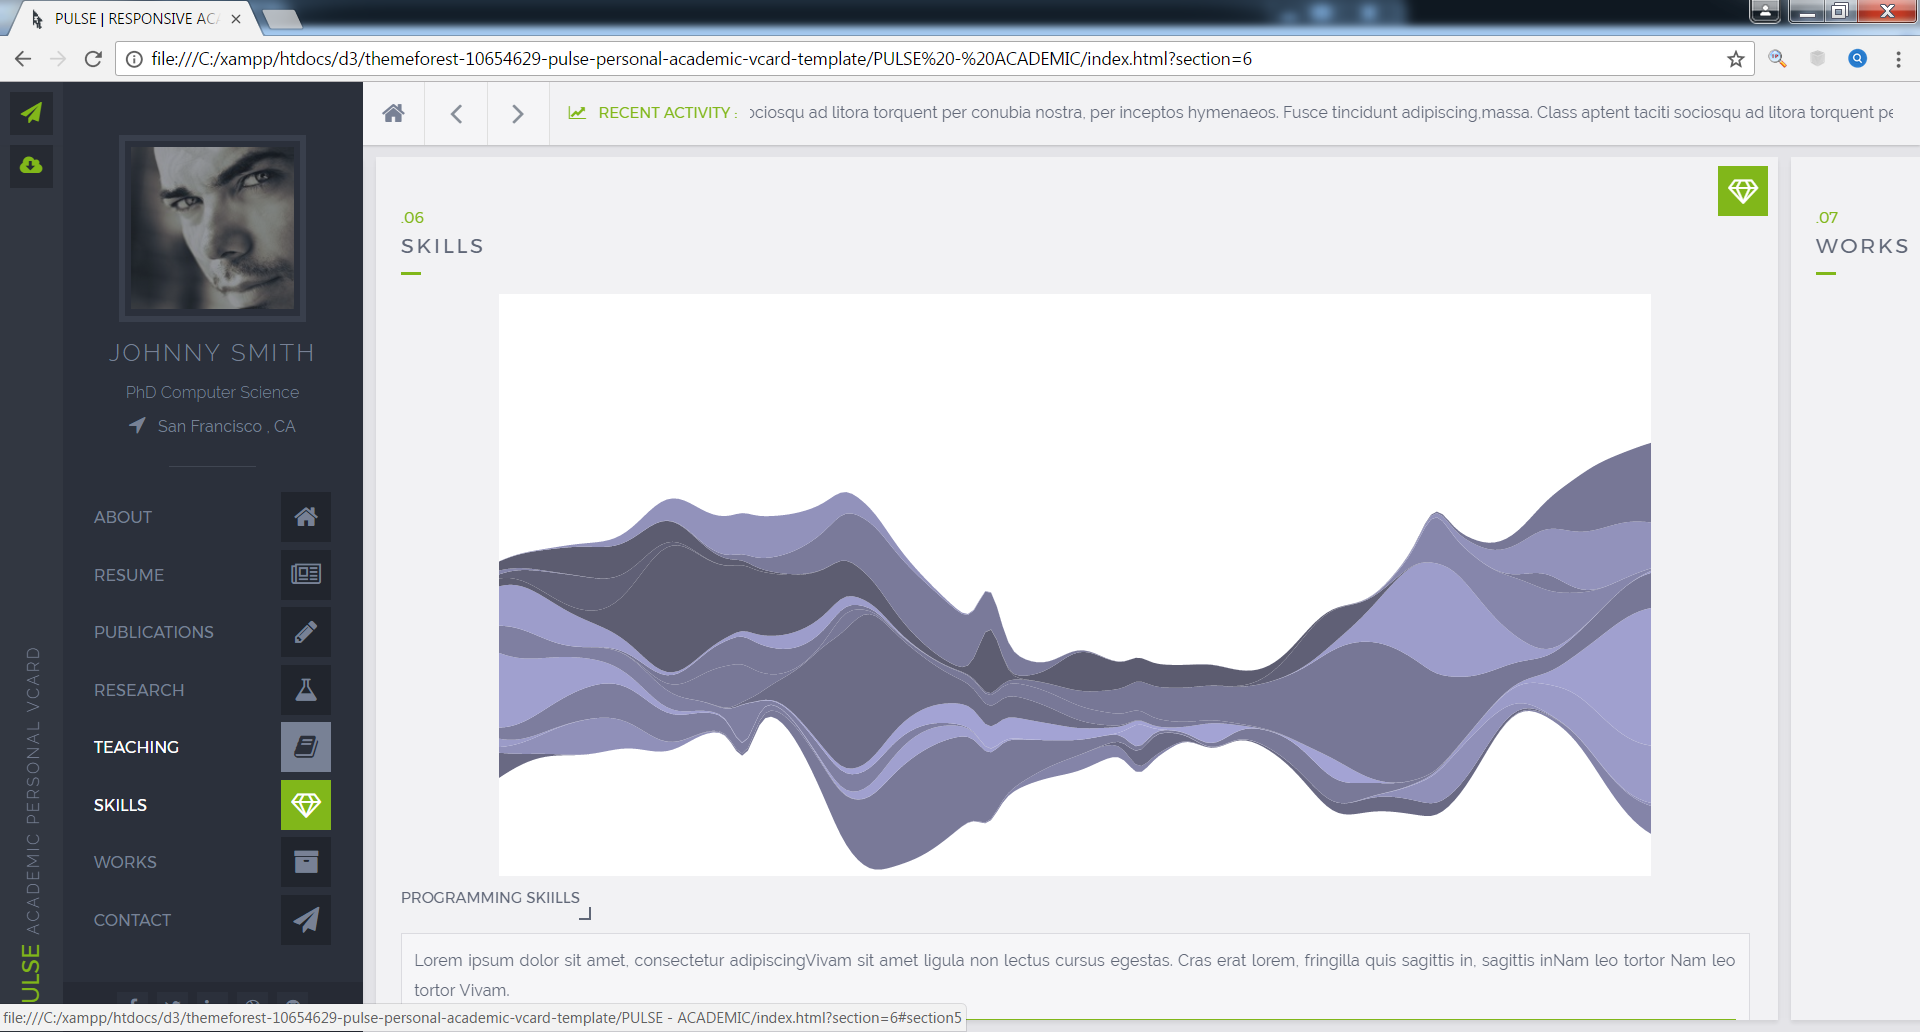 PULSE | RESPONSIVE AC
file:///C:/xampp/htdocs/d3/themeforest-10654629-pulse-personal-academic-vcard-template/PULSE%20-%20ACADEMIC/index.html?section=6
RECENT ACTIVITY : ociosqu ad litora torquent per conubia nostra, per inceptos hymenaeos. Fusce tincidunt adipiscing,massa. Class aptent taciti sociosqu ad litora torquent pe
ULSE ACADEMIC PERSONAL VCARD
JOHNNY SMITH
PhD Computer Science
San Francisco , CA
ABOUT
RESUME
PUBLICATIONS
RESEARCH
TEACHING
SKILLS
WORKS
CONTACT
.06
SKILLS
.07
WORKS
PROGRAMMING SKIILLS
Lorem ipsum dolor sit amet, consectetur adipiscingVivam sit amet ligula non lectus cursus egestas. Cras erat lorem, fringilla quis sagittis in, sagittis inNam leo tortor Nam leo
tortor Vivam.
file:///C:/xampp/htdocs/d3/themeforest-10654629-pulse-personal-academic-vcard-template/PULSE - ACADEMIC/index.html?section=6#section5